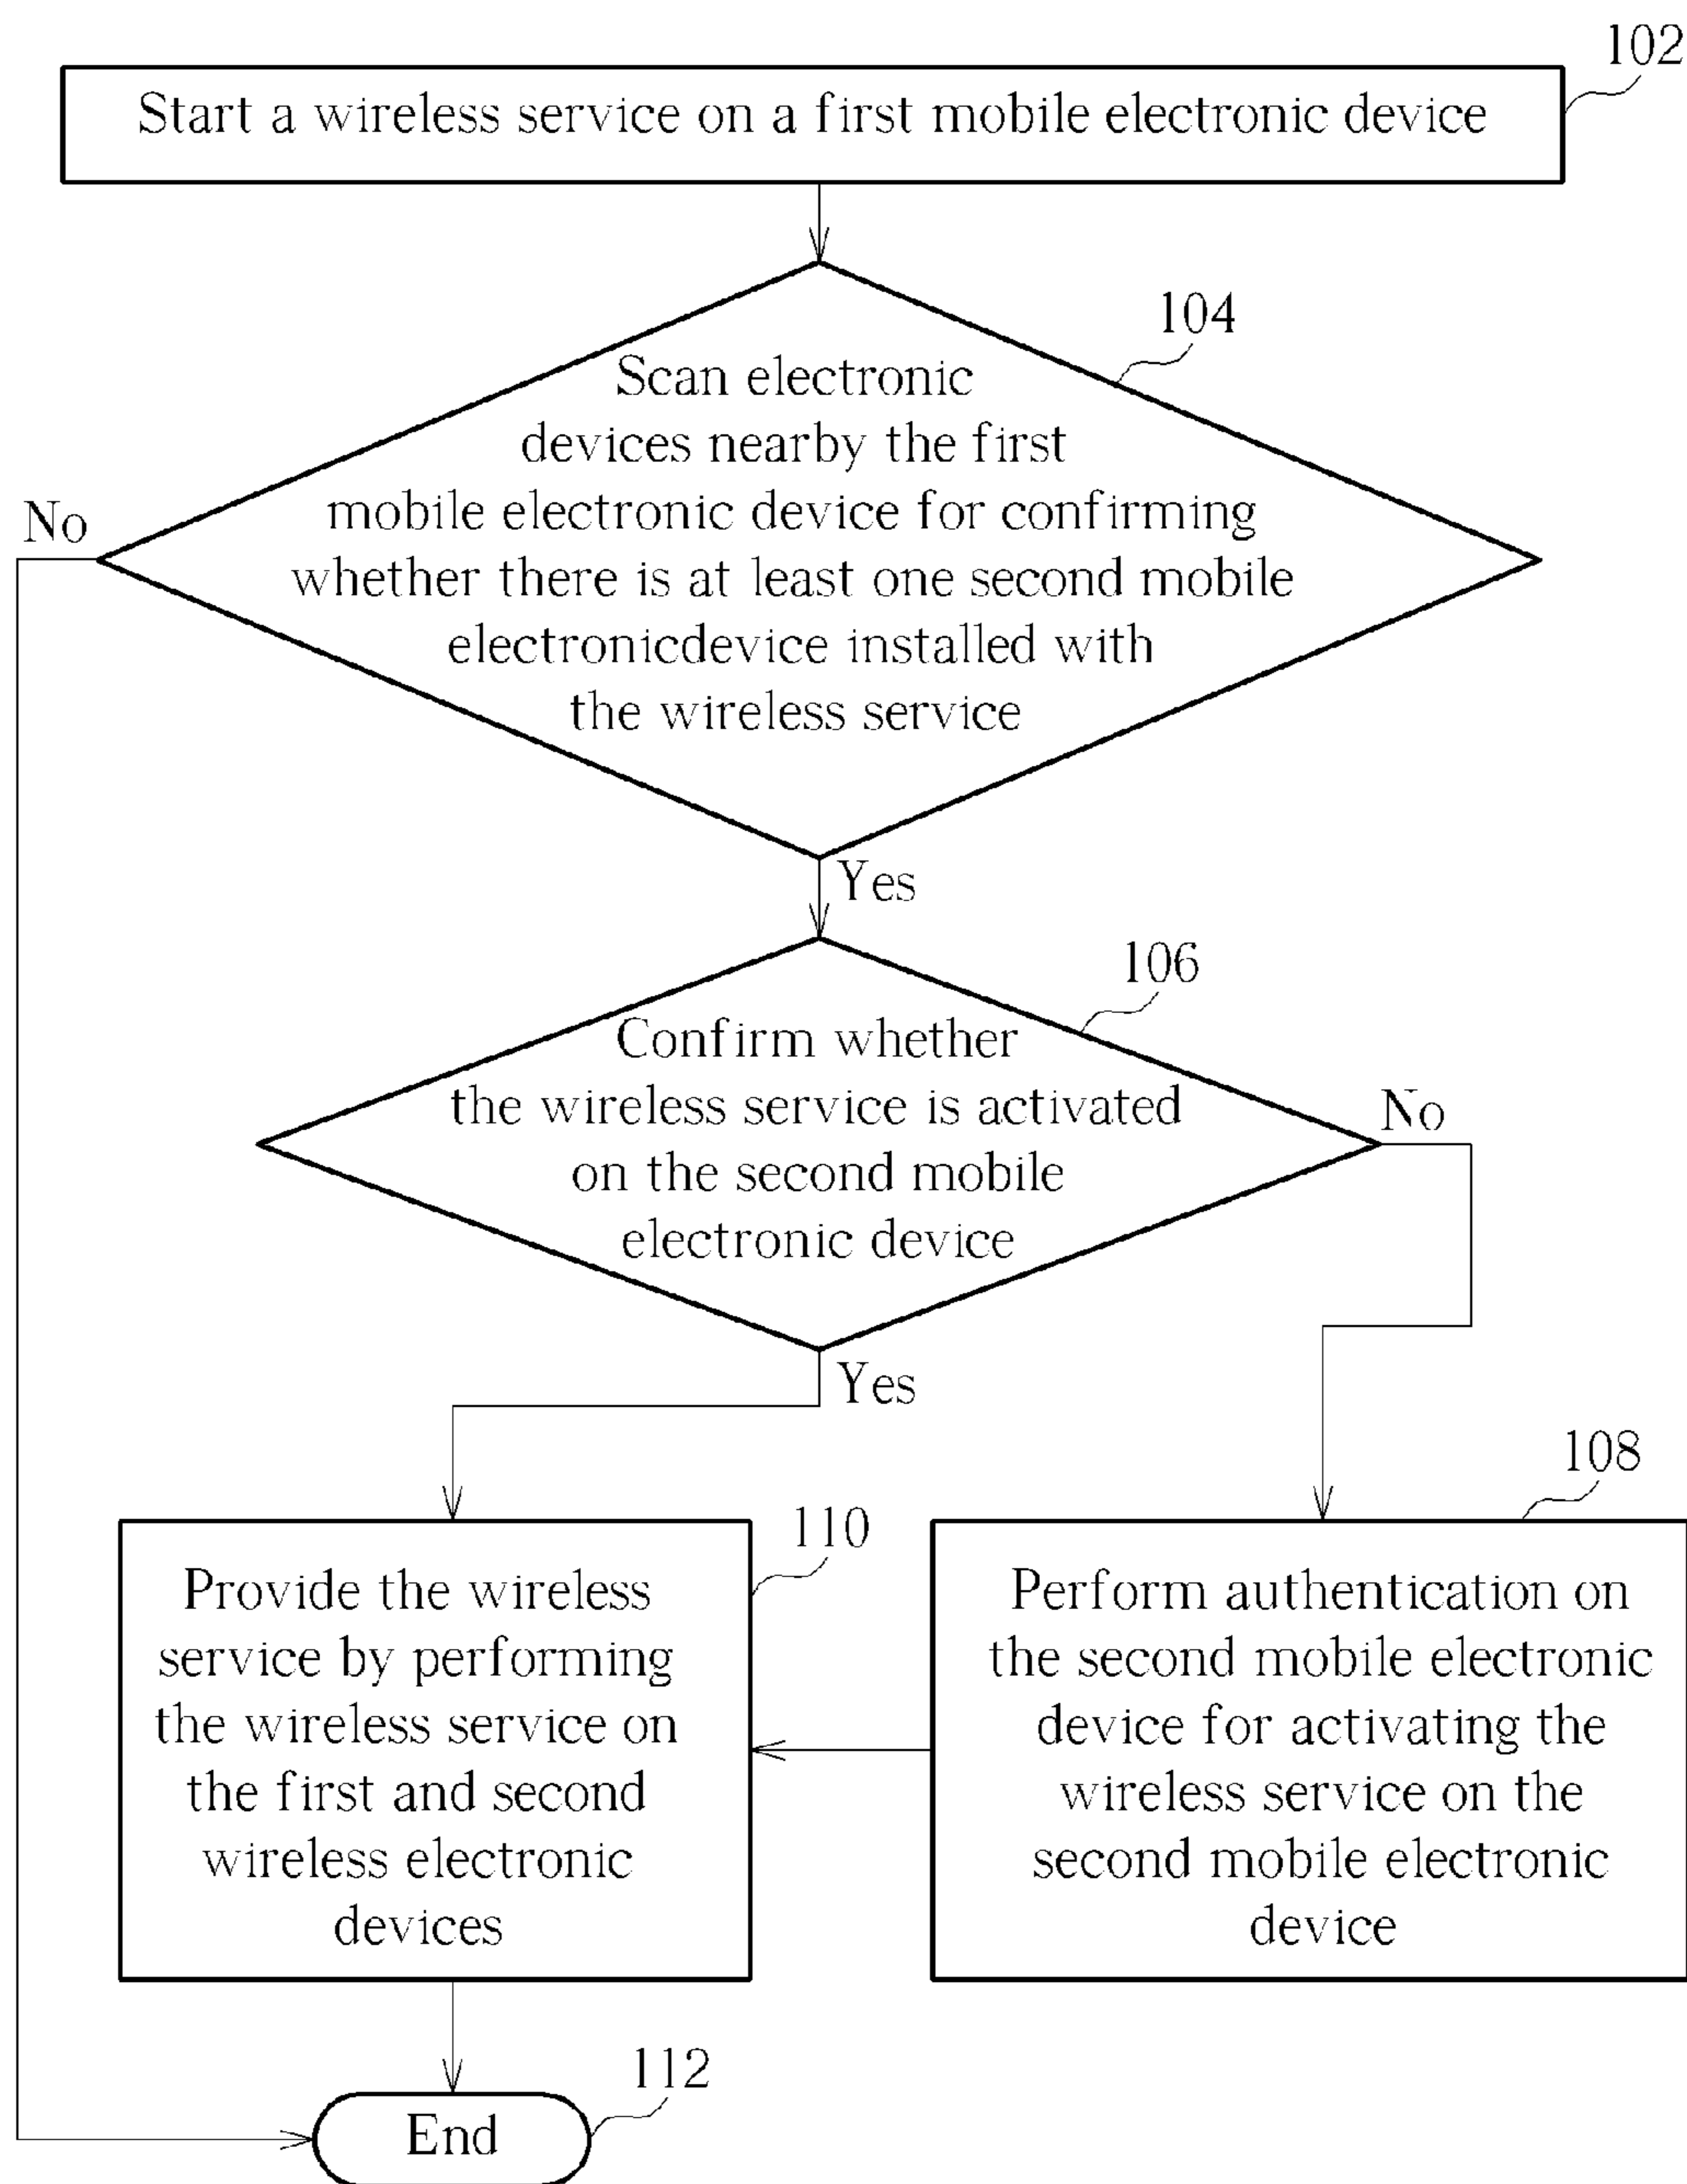 102
Start a wireless service on a first mobile electronic device
104
Scan electronic
devices nearby the first
mobile electronic device for confirming
whether there is at least one second mobile
electronicdevice installed with
the wireless service
No
Yes
106
Confirm whether
the wireless service is activated
on the second mobile
electronic device
No
Yes
110
Provide the wireless
service by performing
the wireless service on
the first and second
wireless electronic
devices
108
Perform authentication on
the second mobile electronic
device for activating the
wireless service on the
second mobile electronic
device
112
End